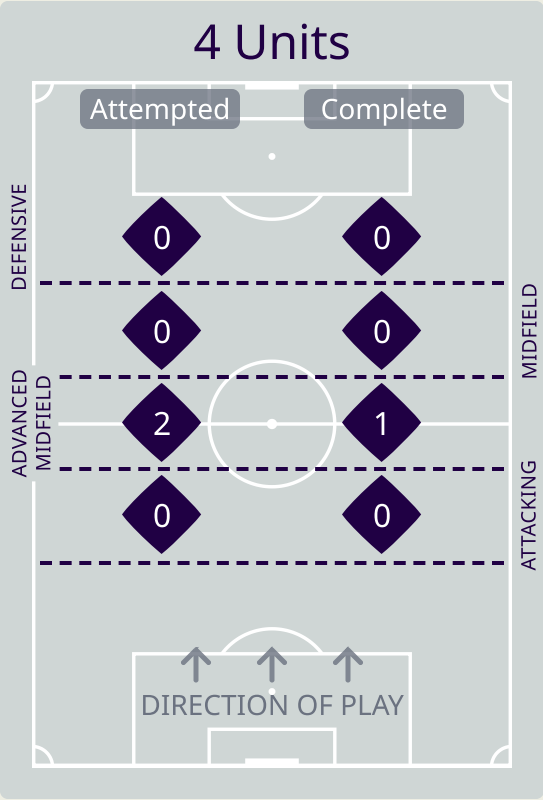 4 Units
Attempted Complete
DEFENSIVE
0 0
MIDFIELD
0 0
ADVANCED
MIDFIELD
2 1
ATTACKING
0 0
DIRECTION OF PLAY